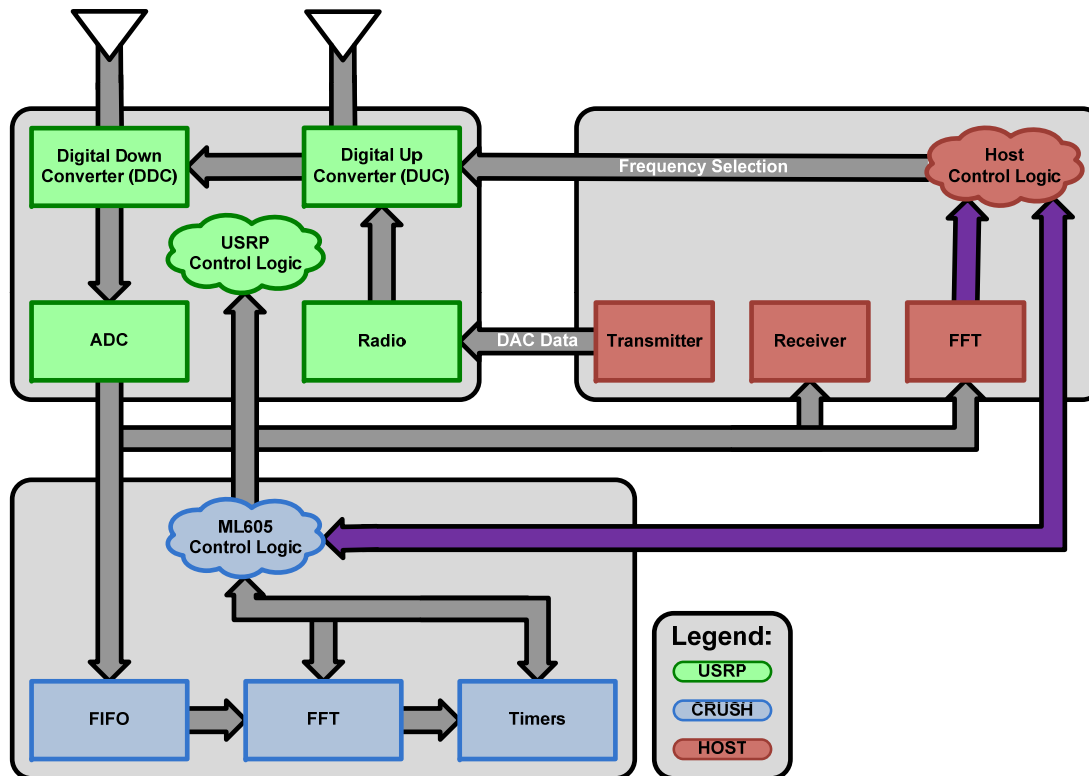 Digital Down
Converter (DDC)
Digital Up
Converter (DUC)
Frequency Selection
Host
Control Logic
USRP
Control Logic
ADC
Radio
DAC Data
Transmitter
Receiver
FFT
ML605
Control Logic
FIFO
FFT
Timers
Legend:
USRP
CRUSH
HOST